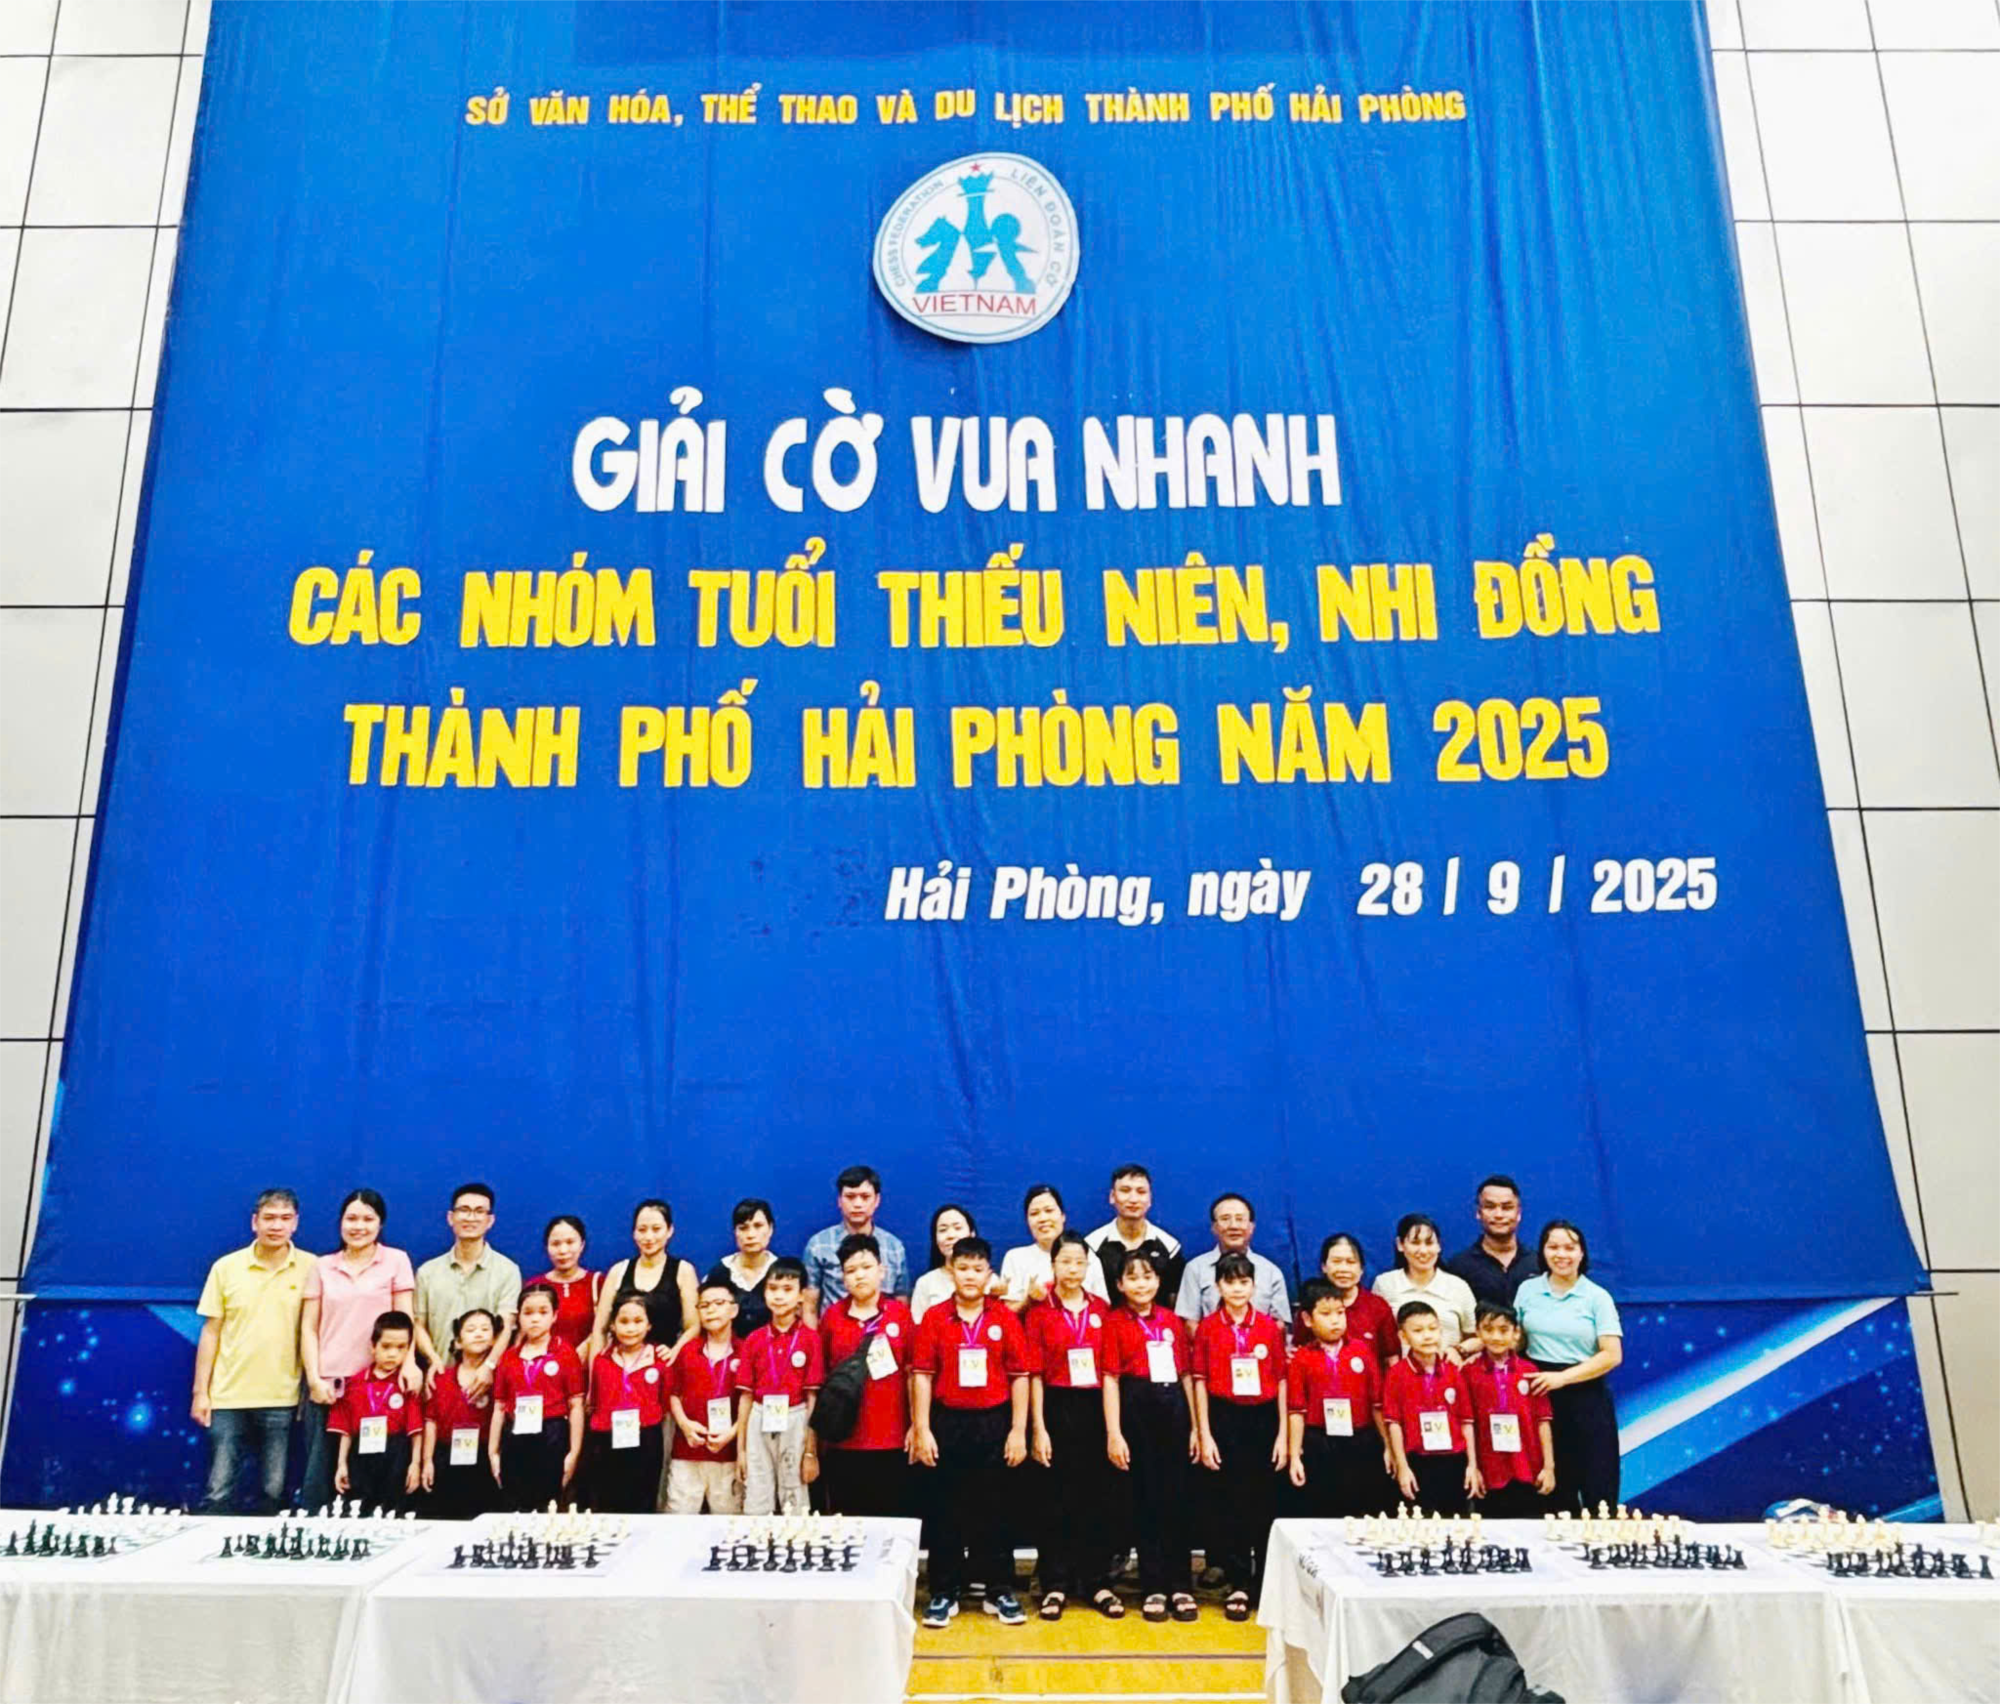 SỞ VĂN HÓA, THỂ THAO VÀ DU LỊCH THÀNH PHỐ HẢI PHÒNG
CHESS FEDERATION LIÊN ĐOÀN CỜ
VIETNAM
GIẢI CỜ VUA NHANH
CÁC NHÓM TUỔI THIẾU NIÊN, NHI ĐỒNG
THÀNH PHỐ HẢI PHÒNG NĂM 2025
Hải Phòng, ngày 28 / 9 / 2025